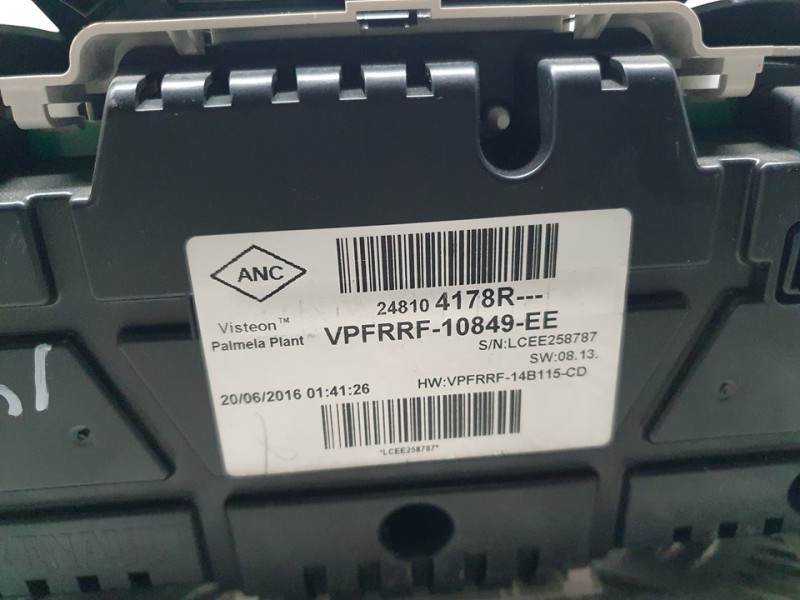 ANC
24810 4178R---
Visteon™
Palmela Plant
VPFRRF-10849-EE
S/N:LCEE258787
SW:08.13.
20/06/2016 01:41:26
HW:VPFRRF-14B115-CD
*LCEE258787*